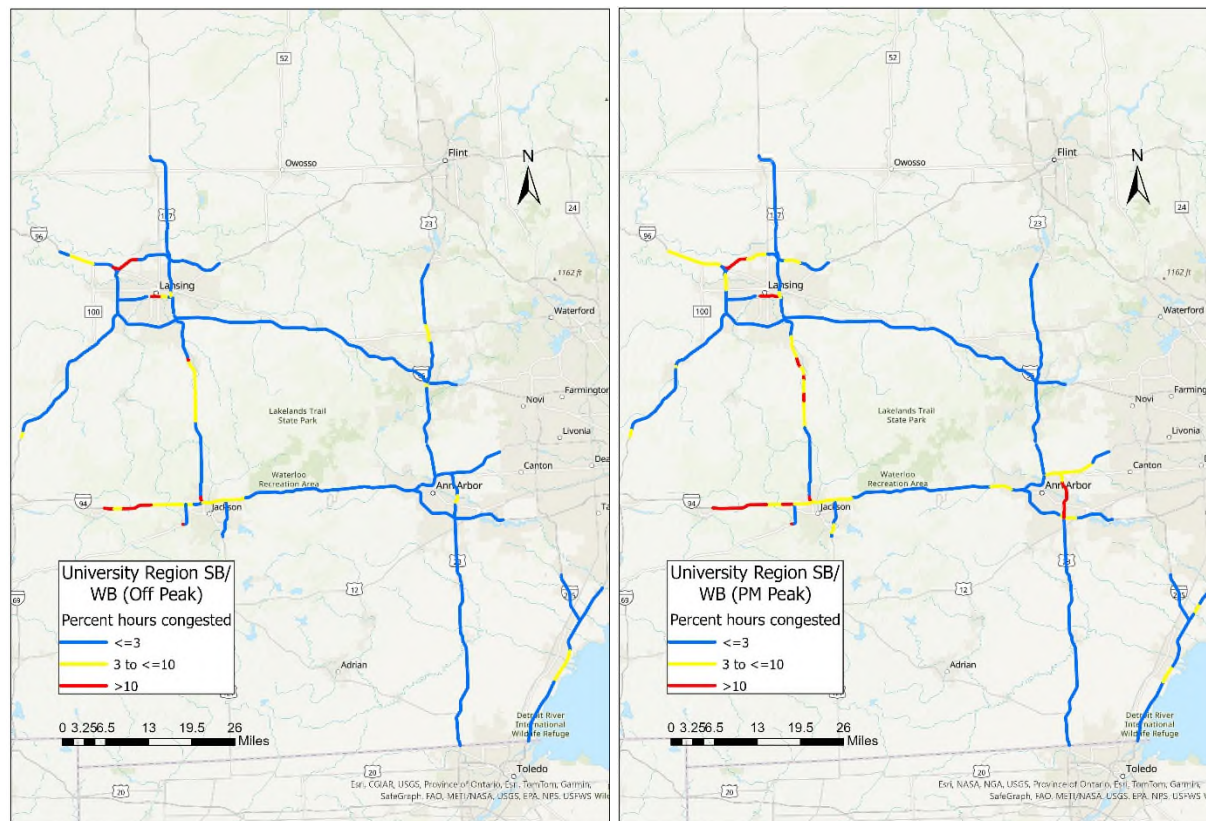 52
Owosso
Flint
N
24
127
23
96
1162 ft
Lansing
100
Waterford
Farmington
Novi
Lakelands Trail
State Park
Livonia
Waterloo
Recreation Area
Canton
Dea
94
Ann Arbor
Jackson
Ta
University Region SB/
WB (Off Peak)
Percent hours congested
<=3
3 to <=10
>10
23
12
275
69
Adrian
0 3.256.5 13 19.5 26
Miles
Detroit River
International
Wildlife Refuge
20
Toledo
20
Esri, CGIAR, USGS, Province of Ontario, Esri, TomTom, Garmin,
SafeGraph, FAO, METI/NASA, USGS, EPA, NPS, USFWS
52
Owosso
Flint
N
24
127
23
96
1162 ft
Lansing
100
Waterford
Farmington
Novi
Lakelands Trail
State Park
Livonia
Waterloo
Recreation Area
Canton
94
Ann Arbor
Jackson
Ta
University Region SB/
WB (PM Peak)
Percent hours congested
<=3
3 to <=10
>10
23
12
69
Adrian
0 3.256.5 13 19.5 26
Miles
Detroit River
International
Wildlife Refuge
20
Toledo
20
Esri, NASA, NGA, USGS, Province of Ontario, Esri, TomTom, Garmin,
SafeGraph, FAO, METI/NASA, USGS, EPA, NPS, USFWS